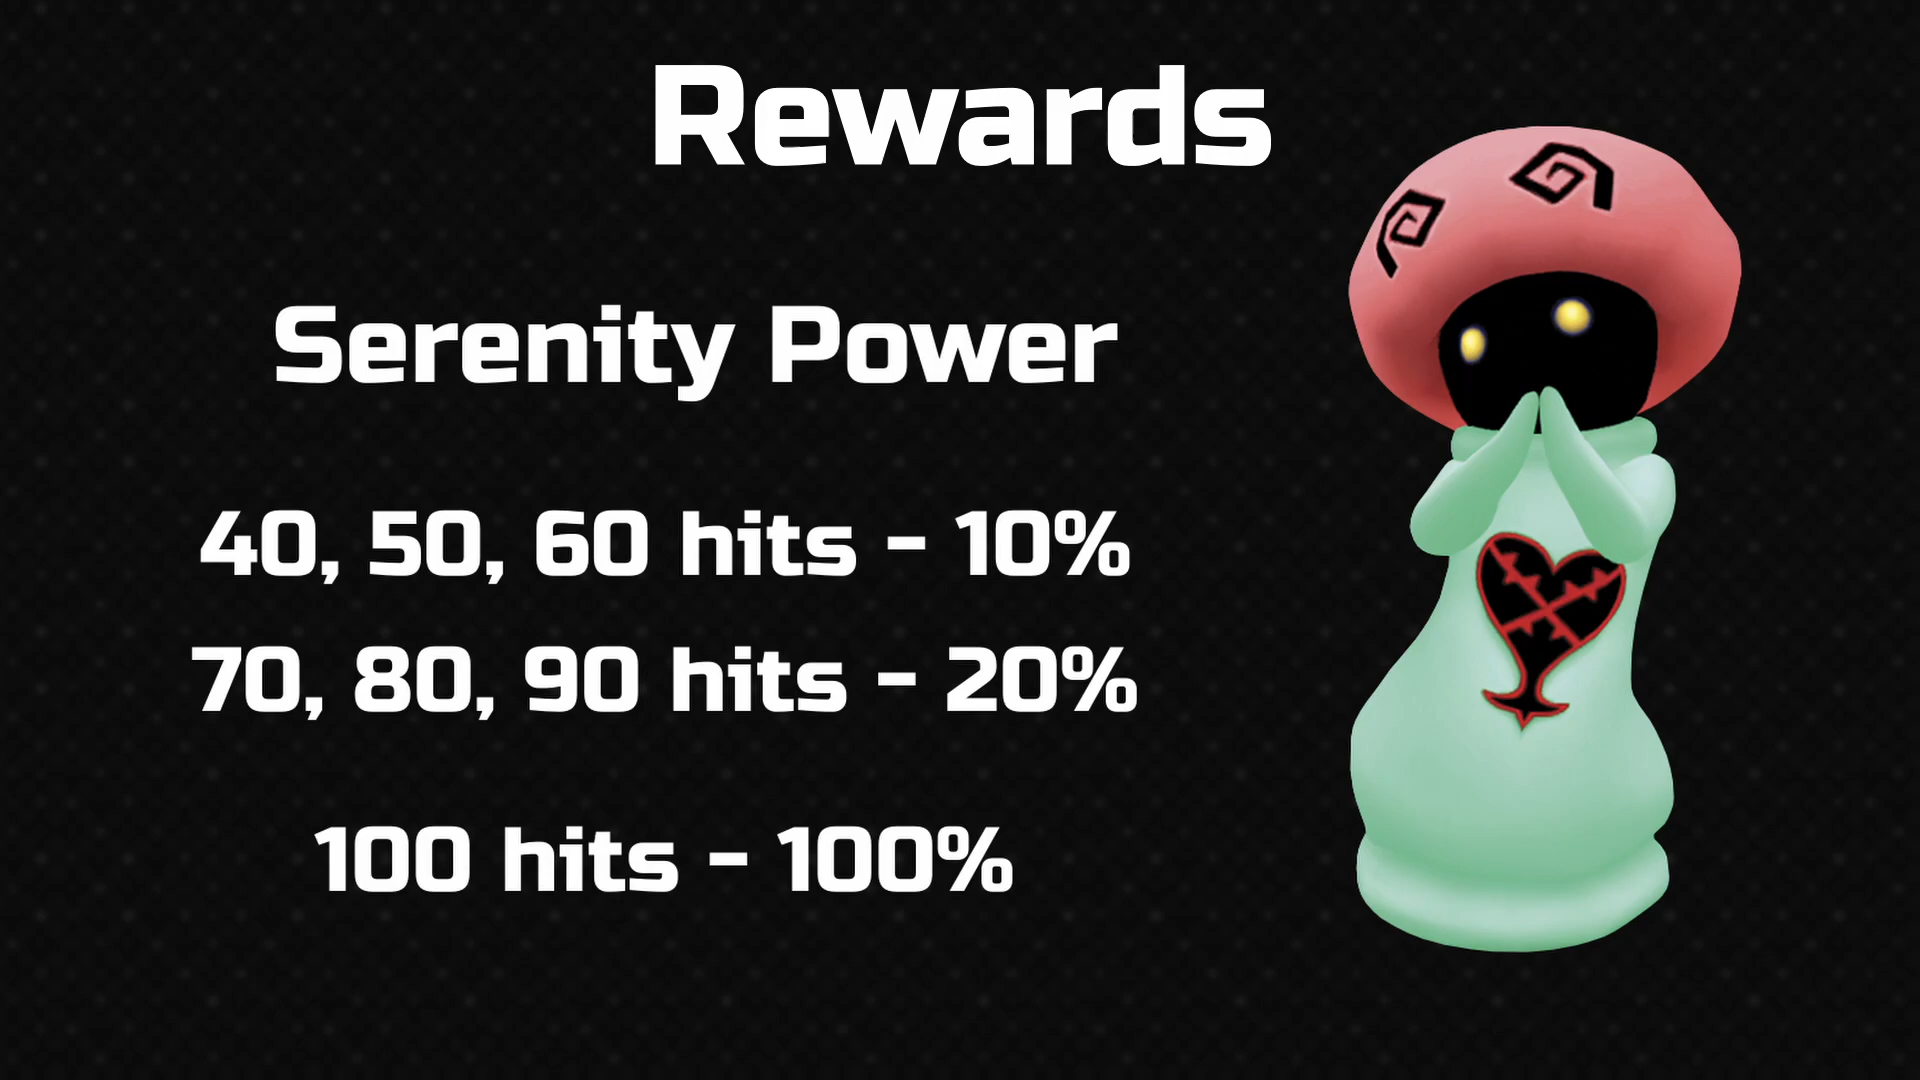 Rewards
Serenity Power
40, 50, 60 hits - 10%
70, 80, 90 hits - 20%
100 hits - 100%